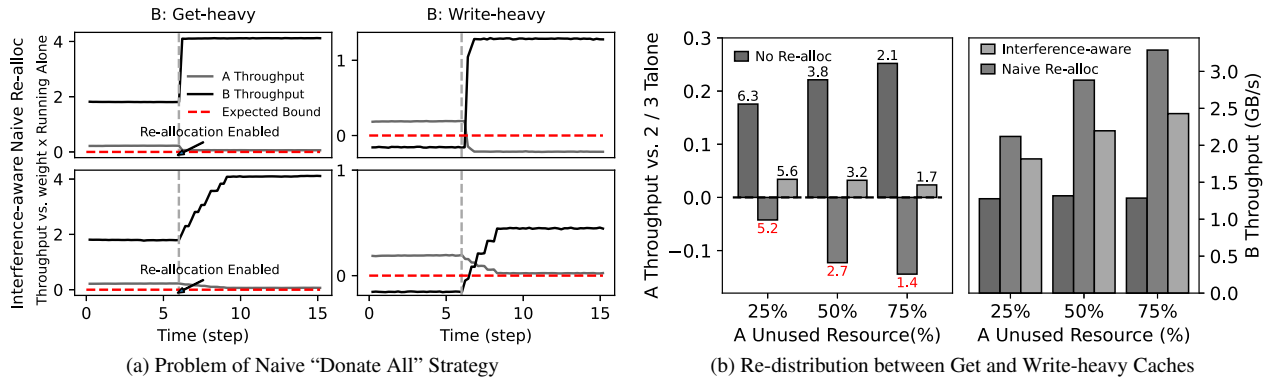 B: Get-heavy
B: Write-heavy
Interference-aware Naive Re-alloc
Throughput vs. weight x Running Alone
4
2
0
A Throughput
B Throughput
Expected Bound
Re-allocation Enabled
1
0
4
2
0
Re-allocation Enabled
1
0
0
5
10
15
0
5
10
15
Time (step)
Time (step)
(a) Problem of Naive “Donate All” Strategy
A Throughput vs. 2 / 3 Talone
0.3
0.2
0.1
0.0
−0.1
No Re-alloc
6.3
5.2
5.6
3.8
2.7
3.2
2.1
1.4
1.7
25%
50%
75%
A Unused Resource(%)
Interference-aware
Naive Re-alloc
25%
50%
75%
A Unused Resource (%)
3.0
2.5
2.0
1.5
1.0
0.5
0.0
B Throughput (GB/s)
(b) Re-distribution between Get and Write-heavy Caches